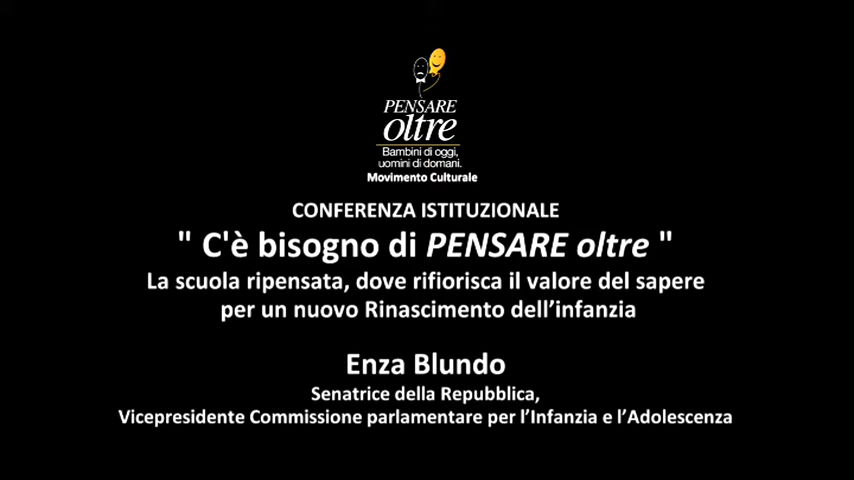 PENSARE
oltre
Bambini di oggi,
uomini di domani.
Movimento Culturale
CONFERENZA ISTITUZIONALE
" C'è bisogno di PENSARE oltre "
La scuola ripensata, dove rifiorisca il valore del sapere
per un nuovo Rinascimento dell’infanzia
Enza Blundo
Senatrice della Repubblica,
Vicepresidente Commissione parlamentare per l’Infanzia e l’Adolescenza